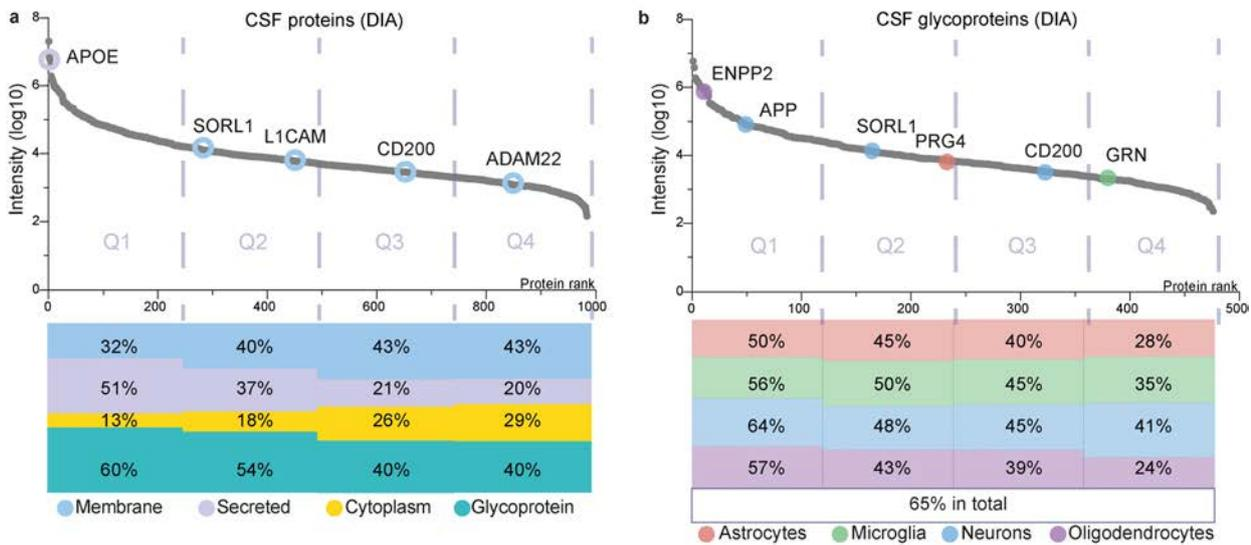 a
CSF proteins (DIA)
8
6
4
2
0
Intensity (log10)
APOE
SORL1
L1CAM
CD200
ADAM22
Q1 Q2 Q3 Q4
Protein rank
0 200 400 600 800 1000
32% 40% 43% 43%
51% 37% 21% 20%
13% 18% 26% 29%
60% 54% 40% 40%
Membrane Secreted Cytoplasm Glycoprotein
b
CSF glycoproteins (DIA)
8
6
4
2
0
Intensity (log10)
ENPP2
APP
SORL1
PRG4
CD200
GRN
Q1 Q2 Q3 Q4
Protein rank
0 100 200 300 400 500
50% 45% 40% 28%
56% 50% 45% 35%
64% 48% 45% 41%
57% 43% 39% 24%
65% in total
Astrocytes Microglia Neurons Oligodendrocytes